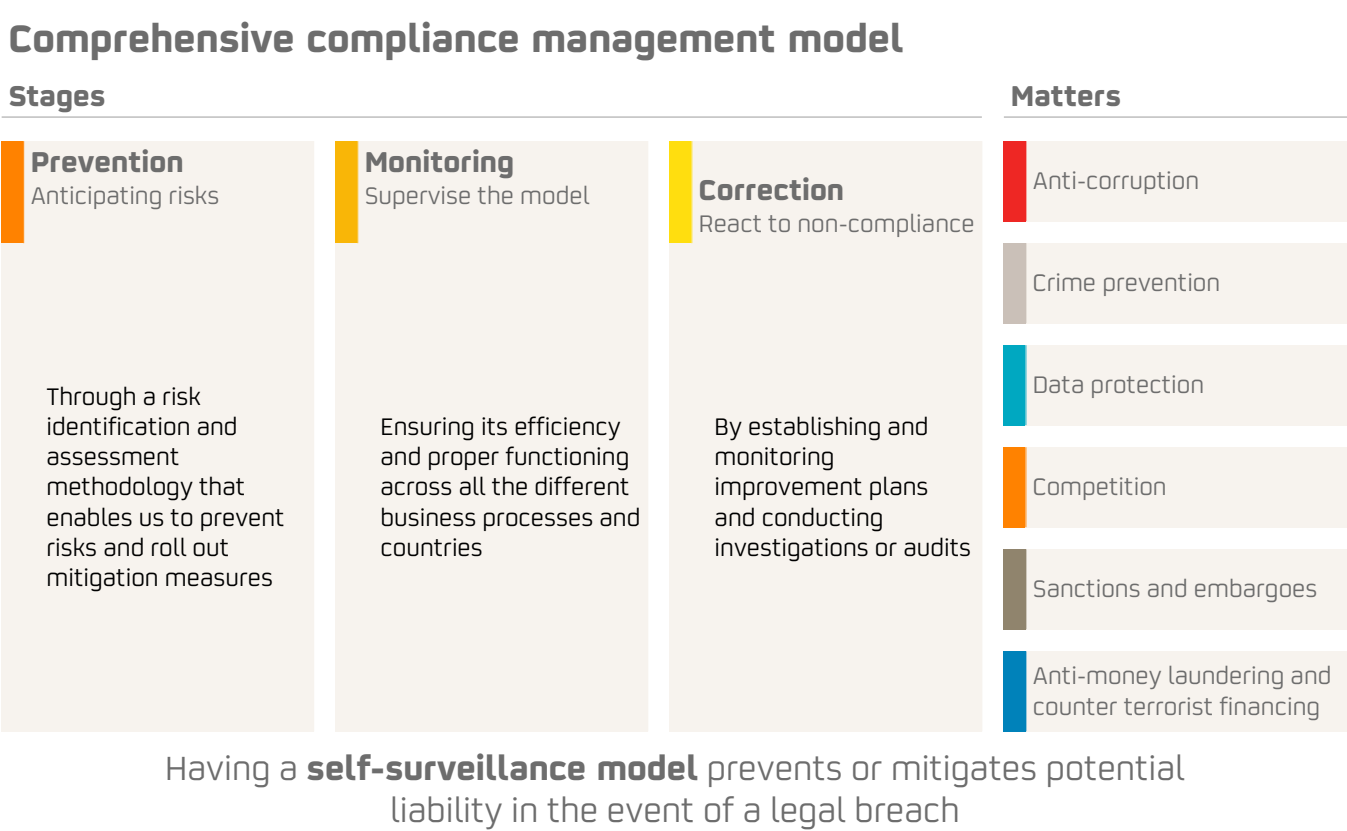 Comprehensive compliance management model
Stages
Prevention
Anticipating risks
Through a risk
identification and
assessment
methodology that
enables us to prevent
risks and roll out
mitigation measures
Monitoring
Supervise the model
Ensuring its efficiency
and proper functioning
across all the different
business processes and
countries
Correction
React to non-compliance
By establishing and
monitoring
improvement plans
and conducting
investigations or audits
Matters
Anti-corruption
Crime prevention
Data protection
Competition
Sanctions and embargoes
Anti-money laundering and
counter terrorist financing
Having a self-surveillance model prevents or mitigates potential
liability in the event of a legal breach